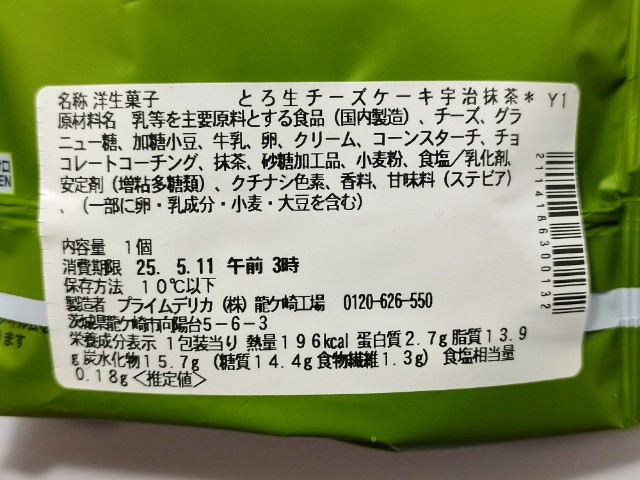 名称 洋生菓子 とろ生チーズケーキ宇治抹茶* Y1
原材料名 乳等を主要原料とする食品(国内製造)、チーズ、グラ
ニュー糖、加糖小豆、牛乳、卵、クリーム、コーンスターチ、チョ
コレートコーチング、抹茶、砂糖加工品、小麦粉、食塩/乳化剤、
安定剤(増粘多糖類)、クチナシ色素、香料、甘味料(ステビア)
、(一部に卵・乳成分・小麦・大豆を含む)
内容量 1個
消費期限 25. 5.11 午前 3時
保存方法 10℃以下
製造者 プライムデリカ(株)龍ケ崎工場 0120-626-550
茨城県龍ケ崎市向陽台5-6-3
栄養成分表示 1包装当り 熱量196kcal 蛋白質2.7g 脂質13.9
g 炭水化物15.7g (糖質14.4g 食物繊維1.3g) 食塩相当量
0.18g<推定値>
2114186300132